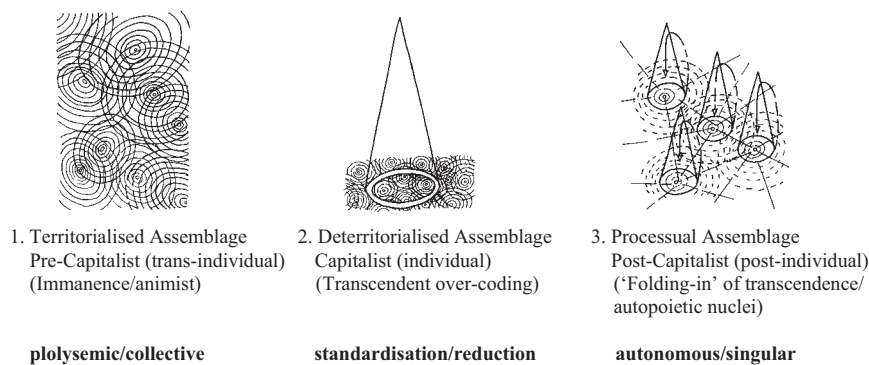 1. Territorialised Assemblage
Pre-Capitalist (trans-individual)
(Immanence/animist)
plolysemic/collective
2. Deterritorialised Assemblage
Capitalist (individual)
(Transcendent over-coding)
standardisation/reduction
3. Processual Assemblage
Post-Capitalist (post-individual)
(‘Folding-in’ of transcendence/
autopoietic nuclei)
autonomous/singular